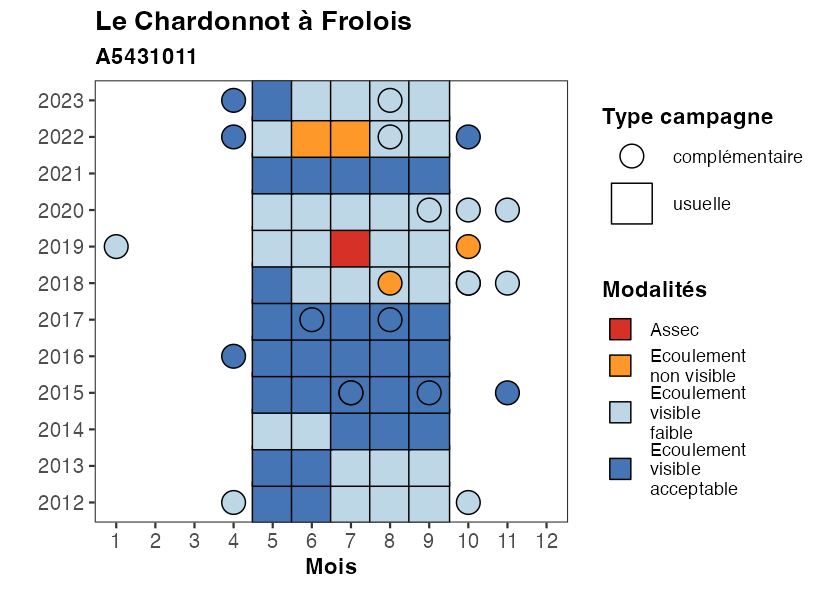 Le Chardonnot à Frolois
A5431011
2023
2022
2021
2020
2019
2018
2017
2016
2015
2014
2013
2012
1 2 3 4 5 6 7 8 9 10 11 12
Mois
Type campagne
complémentaire
usuelle
Modalités
Assec
Ecoulement
non visible
Ecoulement
visible
faible
Ecoulement
visible
acceptable